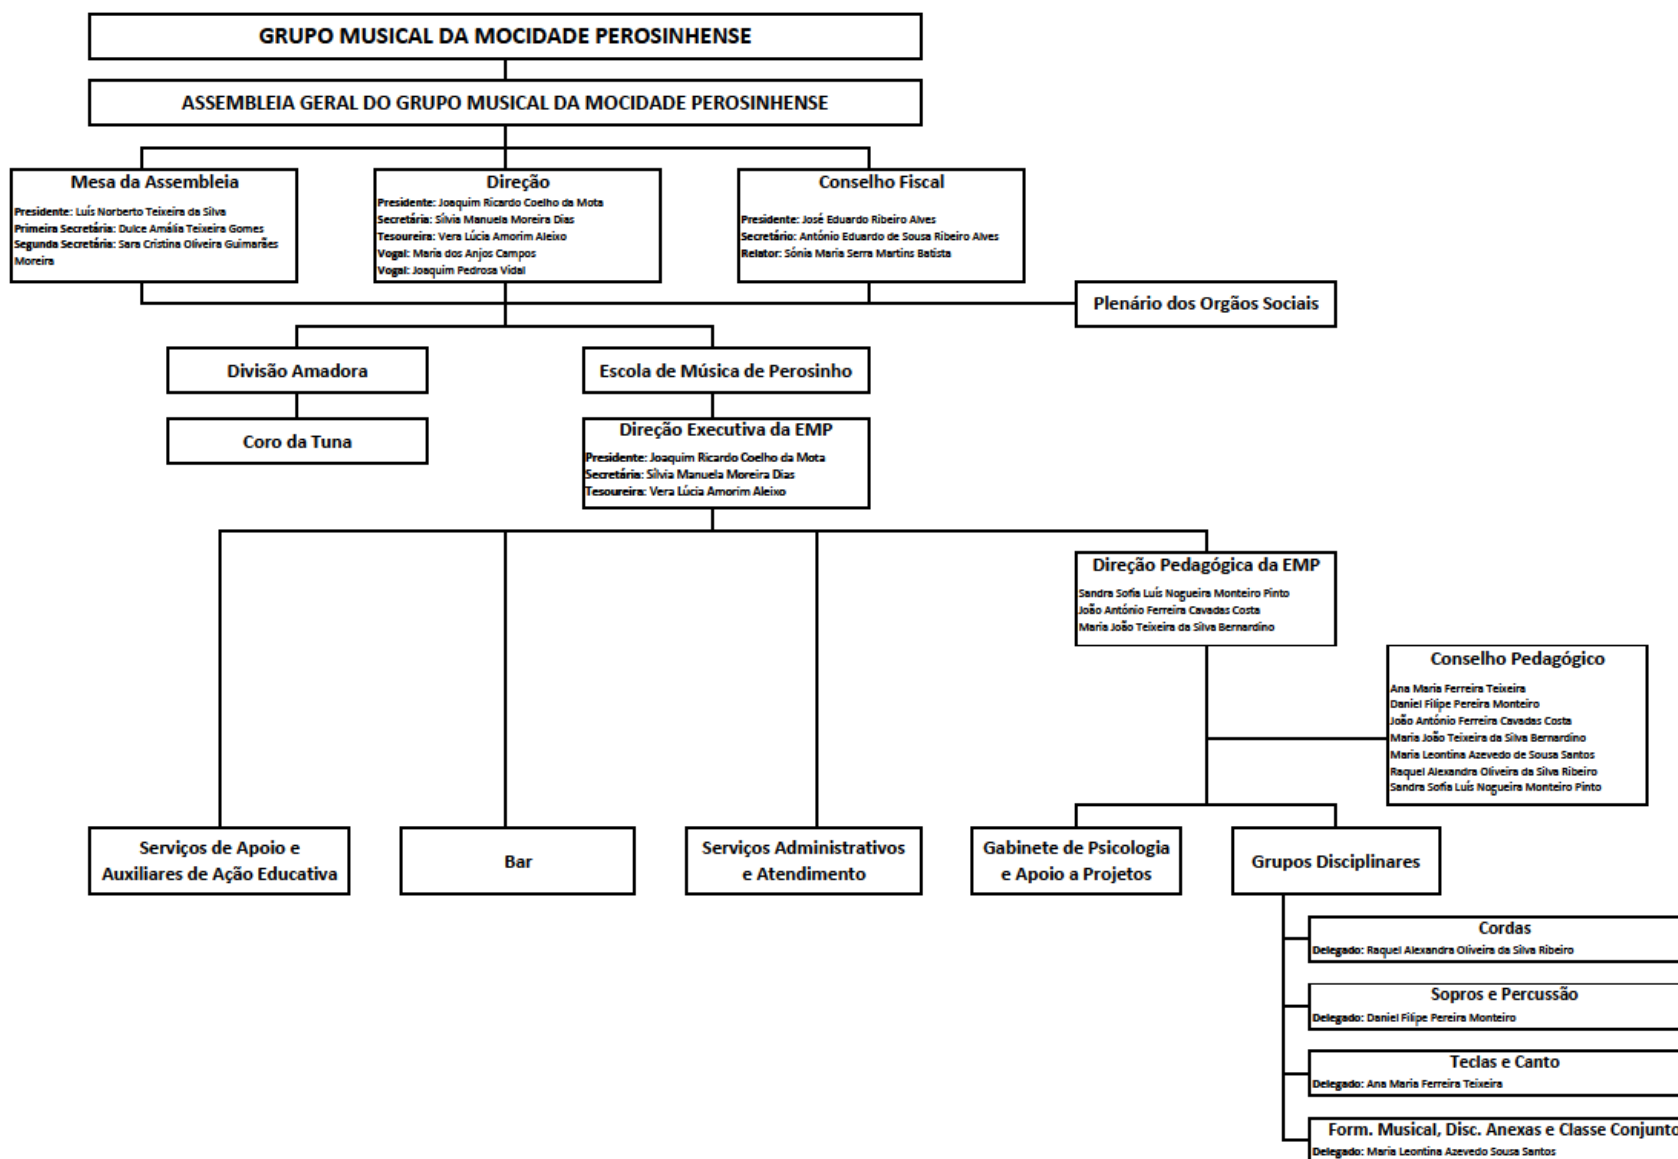 GRUPO MUSICAL DA MOCIDADE PEROSINHENSE
ASSEMBLEIA GERAL DO GRUPO MUSICAL DA MOCIDADE PEROSINHENSE
Mesa da Assembleia
Presidente: Luís Norberto Teixeira da Silva
Primeira Secretária: Dulce Amália Teixeira Gomes
Segunda Secretária: Sara Cristina Oliveira Guimarães
Moreira
Direção
Presidente: Joaquim Ricardo Coelho da Mota
Secretária: Sílvia Manuela Moreira Dias
Tesoureira: Vera Lúcia Amorim Aleixo
Vogal: Maria dos Anjos Campos
Vogal: Joaquim Pedrosa Vidal
Conselho Fiscal
Presidente: José Eduardo Ribeiro Alves
Secretário: António Eduardo de Sousa Ribeiro Alves
Relator: Sónia Maria Serra Martins Batista
Plenário dos Orgãos Sociais
Divisão Amadora
Escola de Música de Perosinho
Coro da Tuna
Direção Executiva da EMP
Presidente: Joaquim Ricardo Coelho da Mota
Secretária: Sílvia Manuela Moreira Dias
Tesoureira: Vera Lúcia Amorim Aleixo
Direção Pedagógica da EMP
Sandra Sofia Luís Nogueira Monteiro Pinto
João António Ferreira Cavadas Costa
Maria João Teixeira da Silva Bernardino
Conselho Pedagógico
Ana Maria Ferreira Teixeira
Daniel Filipe Pereira Monteiro
João António Ferreira Cavadas Costa
Maria João Teixeira da Silva Bernardino
Maria Leontina Azevedo de Sousa Santos
Raquel Alexandra Oliveira da Silva Ribeiro
Sandra Sofia Luís Nogueira Monteiro Pinto
Serviços de Apoio e
Auxiliares de Ação Educativa
Bar
Serviços Administrativos
e Atendimento
Gabinete de Psicologia
e Apoio a Projetos
Grupos Disciplinares
Cordas
Delegado: Raquel Alexandra Oliveira da Silva Ribeiro
Sopros e Percussão
Delegado: Daniel Filipe Pereira Monteiro
Teclas e Canto
Delegado: Ana Maria Ferreira Teixeira
Form. Musical, Disc. Anexas e Classe Conjunto
Delegado: Maria Leontina Azevedo Sousa Santos